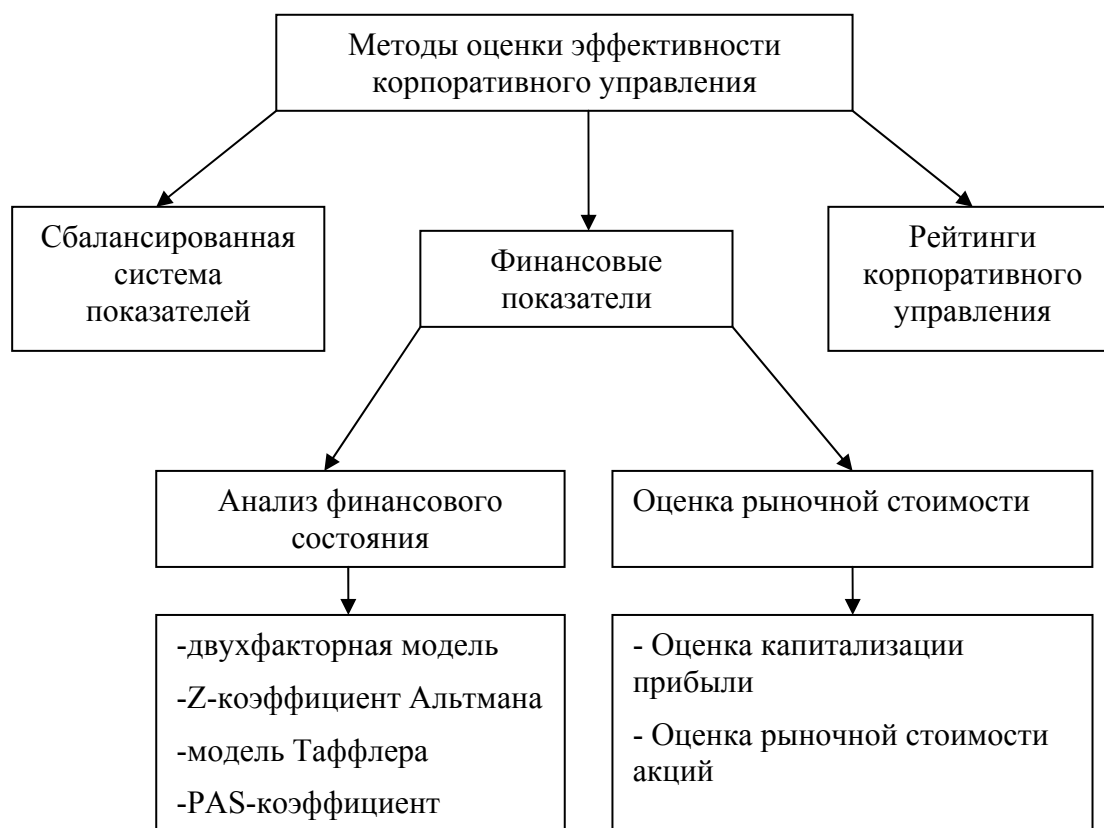 Методы оценки эффективности
корпоративного управления
Сбалансированная
система
показателей
Финансовые
показатели
Рейтинги
корпоративного
управления
Анализ финансового
состояния
Оценка рыночной стоимости
-двухфакторная модель
-Z-коэффициент Альтмана
-модель Таффлера
-PAS-коэффициент
- Оценка капитализации
прибыли
- Оценка рыночной стоимости
акций